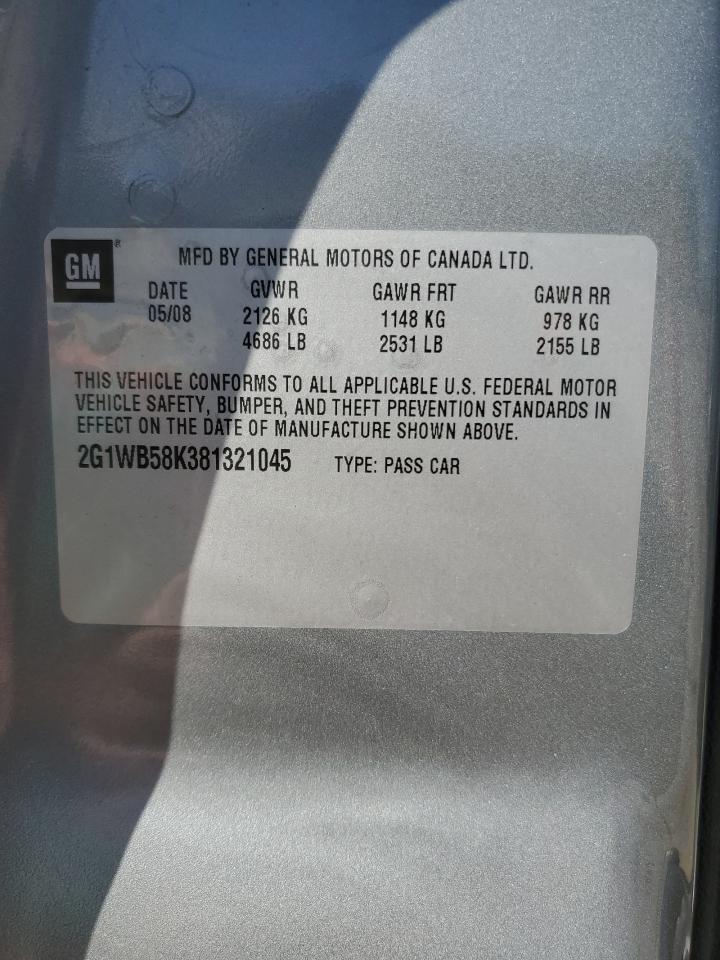 GM®
MFD BY GENERAL MOTORS OF CANADA LTD.
DATE GVWR GAWR FRT GAWR RR
05/08 2126 KG 1148 KG 978 KG
4686 LB 2531 LB 2155 LB
THIS VEHICLE CONFORMS TO ALL APPLICABLE U.S. FEDERAL MOTOR
VEHICLE SAFETY, BUMPER, AND THEFT PREVENTION STANDARDS IN
EFFECT ON THE DATE OF MANUFACTURE SHOWN ABOVE.
2G1WB58K381321045 TYPE: PASS CAR